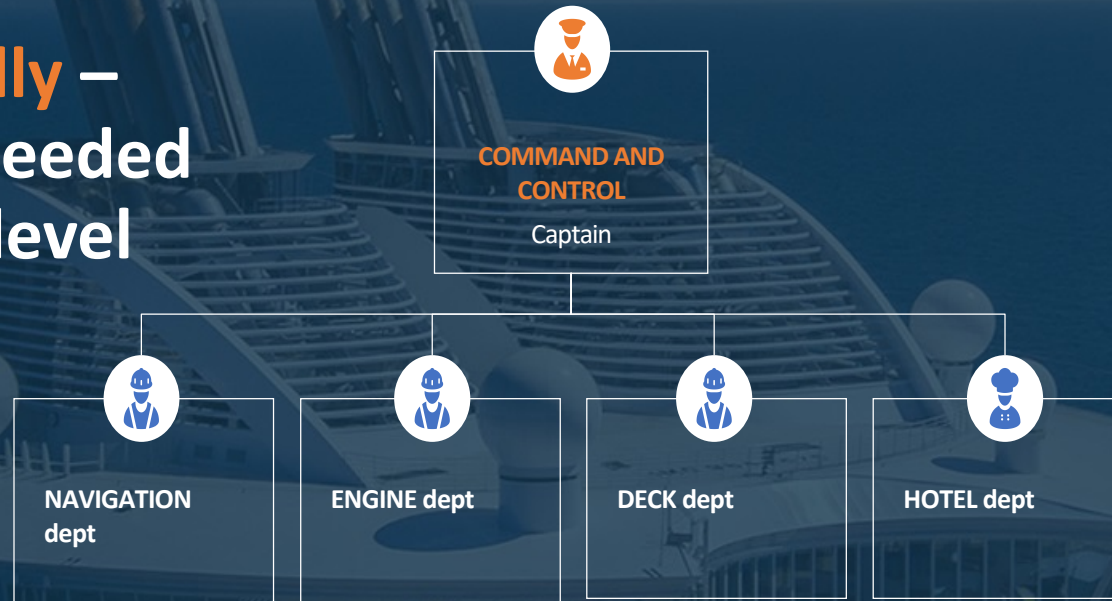 lly –
eeded
level
COMMAND AND
CONTROL
Captain
NAVIGATION
dept
ENGINE dept
DECK dept
HOTEL dept